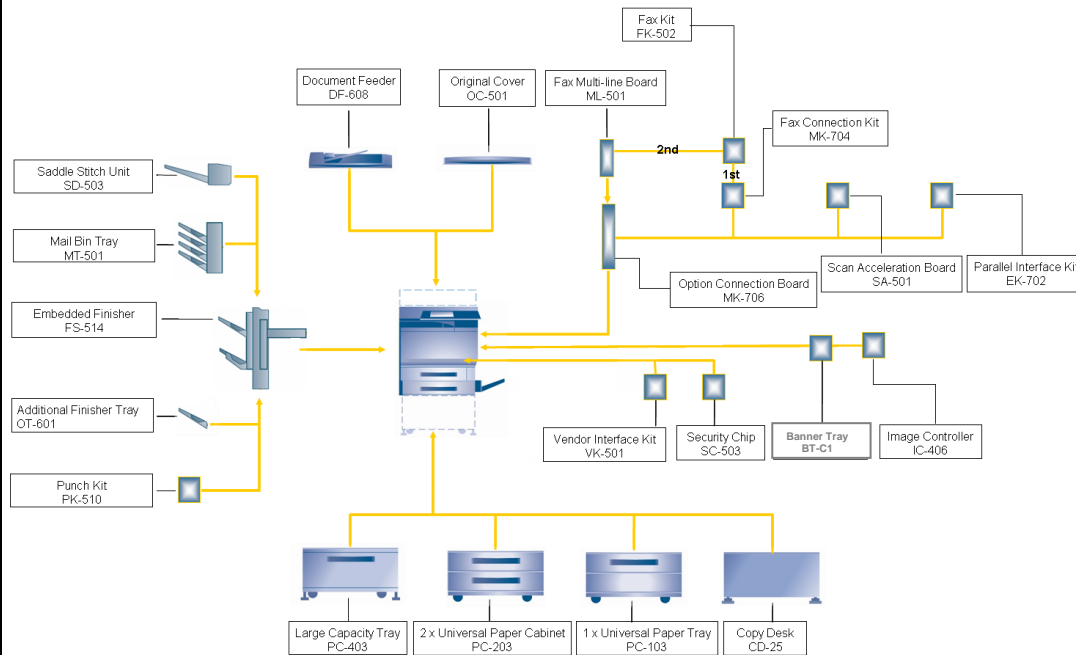 Fax Kit
FK-502
Document Feeder
DF-608
Original Cover
OC-501
Fax Multi-line Board
ML-501
Fax Connection Kit
MK-704
2nd
1st
Saddle Stitch Unit
SD-503
Mail Bin Tray
MT-501
Scan Acceleration Board
SA-501
Parallel Interface Kit
EK-702
Option Connection Board
MK-706
Embedded Finisher
FS-514
Additional Finisher Tray
OT-601
Vendor Interface Kit
VK-501
Security Chip
SC-503
Banner Tray
BT-C1
Image Controller
IC-406
Punch Kit
PK-510
Large Capacity Tray
PC-403
2 x Universal Paper Cabinet
PC-203
1 x Universal Paper Tray
PC-103
Copy Desk
CD-25